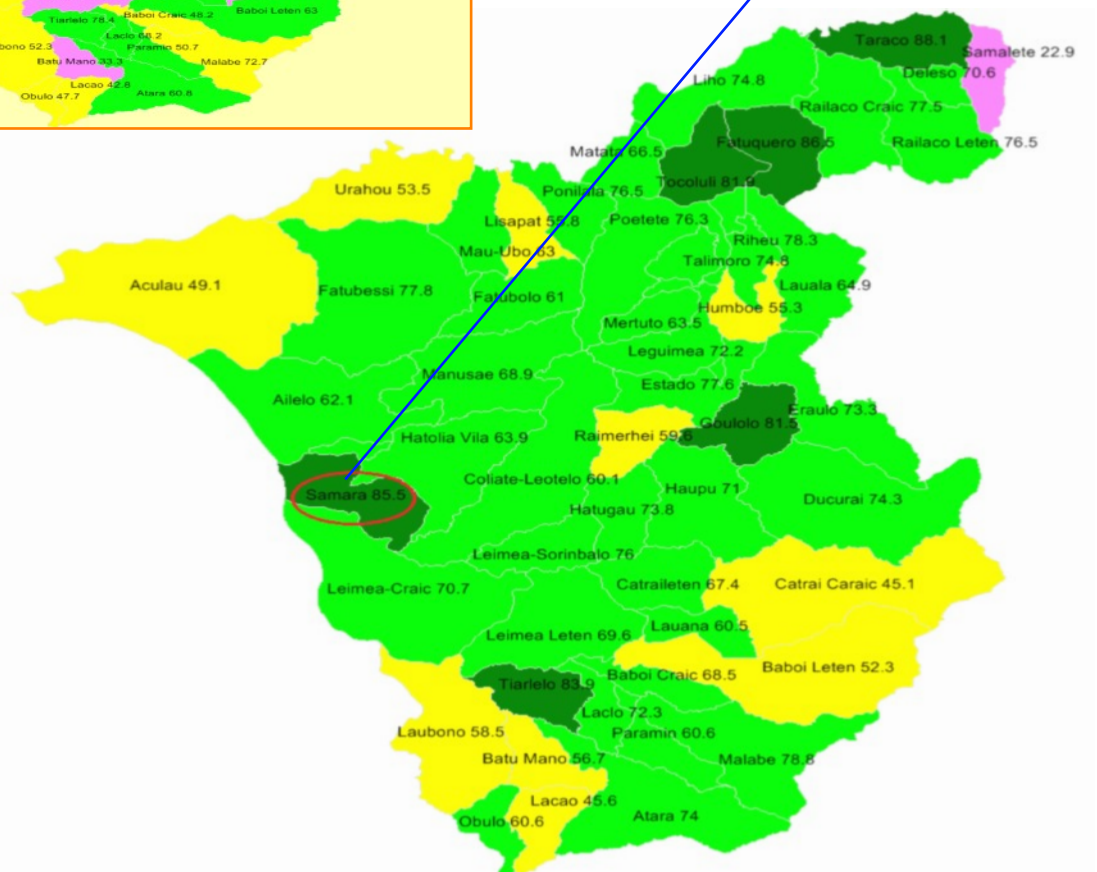 Baboi Leten 63
Baboi Craic 48.2
Tiarlelo 78.4
Laclo 68.2
bono 52.3
Paramin 50.7
Batu Mano 33.3
Malabe 72.7
Lacao 42.8
Obulo 47.7
Atara 60.8
Taraco 88.1
Samalete 22.9
Deleso 70.6
Liho 74.8
Railaco Craic 77.5
Fatuquero 86.5
Railaco Leten 76.5
Matata 66.5
Tocoluli 81.9
Urahou 53.5
Ponilala 76.5
Lisapat 55.8
Poetete 76.3
Riheu 78.3
Mau-Ubo 63
Talimoro 74.8
Aculau 49.1
Fatubessi 77.8
Fatubolo 61
Lauala 64.9
Humboe 55.3
Mertuto 63.5
Leguimea 72.2
Manusae 68.9
Estado 77.6
Ailelo 62.1
Eraulo 73.3
Goulolo 81.5
Hatolia Vila 63.9
Raimerhei 59.6
Coliate-Leotelo 60.1
Haupu 71
Samara 85.5
Ducurai 74.3
Hatugau 73.8
Leimea-Sorinbalo 76
Leimea-Craic 70.7
Catraileten 67.4
Catrai Caraic 45.1
Lauana 60.5
Leimea Leten 69.6
Baboi Leten 52.3
Baboi Craic 68.5
Tiarlelo 83.9
Laclo 72.3
Laubono 58.5
Paramin 60.6
Batu Mano 56.7
Malabe 78.8
Lacao 45.6
Atara 74
Obulo 60.6